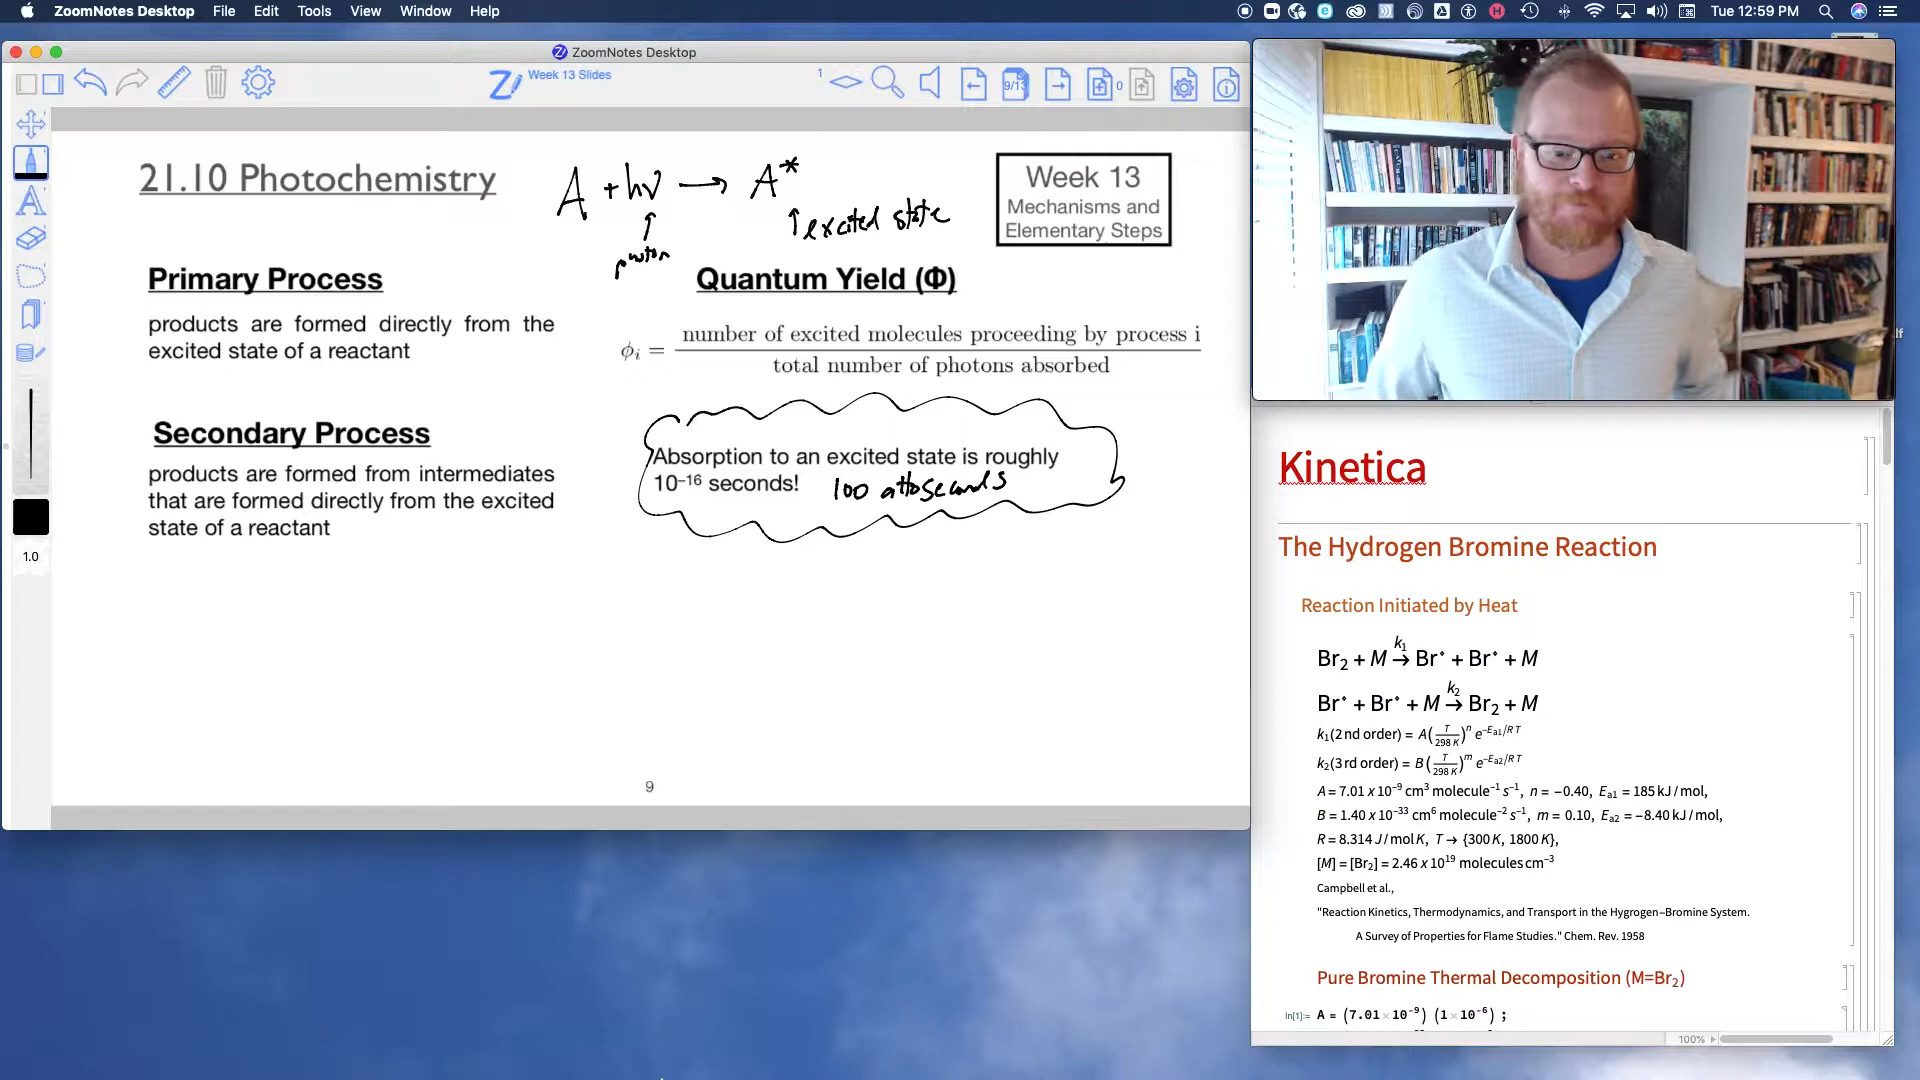 ZoomNotes Desktop File Edit Tools View Window Help
Tue 12:59 PM
ZoomNotes Desktop
Week 13 Slides
1
9/13
0
21.10 Photochemistry
A + hν → A*
↑ photon
↑ excited state
Week 13
Mechanisms and
Elementary Steps
Primary Process
products are formed directly from the
excited state of a reactant
Secondary Process
products are formed from intermediates
that are formed directly from the excited
state of a reactant
Quantum Yield (Φ)
ϕᵢ = number of excited molecules proceeding by process i
total number of photons absorbed
Absorption to an excited state is roughly
10⁻¹⁶ seconds! 100 attoseconds
1.0
9
Kinetica
The Hydrogen Bromine Reaction
Reaction Initiated by Heat
k₁
Br₂ + M → Br• + Br• + M
k₂
Br• + Br• + M → Br₂ + M
k₁(2nd order) = A(T/298 K)ⁿ e^(-Ea1/RT)
k₂(3rd order) = B(T/298 K)ᵐ e^(-Ea2/RT)
A = 7.01 x 10⁻⁹ cm³ molecule⁻¹ s⁻¹, n = −0.40, Ea1 = 185 kJ/mol,
B = 1.40 x 10⁻³³ cm⁶ molecule⁻² s⁻¹, m = 0.10, Ea2 = −8.40 kJ/mol,
R = 8.314 J/mol K, T → {300 K, 1800 K},
[M] = [Br₂] = 2.46 x 10¹⁹ molecules cm⁻³
Campbell et al.,
"Reaction Kinetics, Thermodynamics, and Transport in the Hygrogen–Bromine System.
A Survey of Properties for Flame Studies." Chem. Rev. 1958
Pure Bromine Thermal Decomposition (M=Br₂)
In[1]:= A = (7.01×10⁻⁹) (1×10⁻⁶) ;
100%